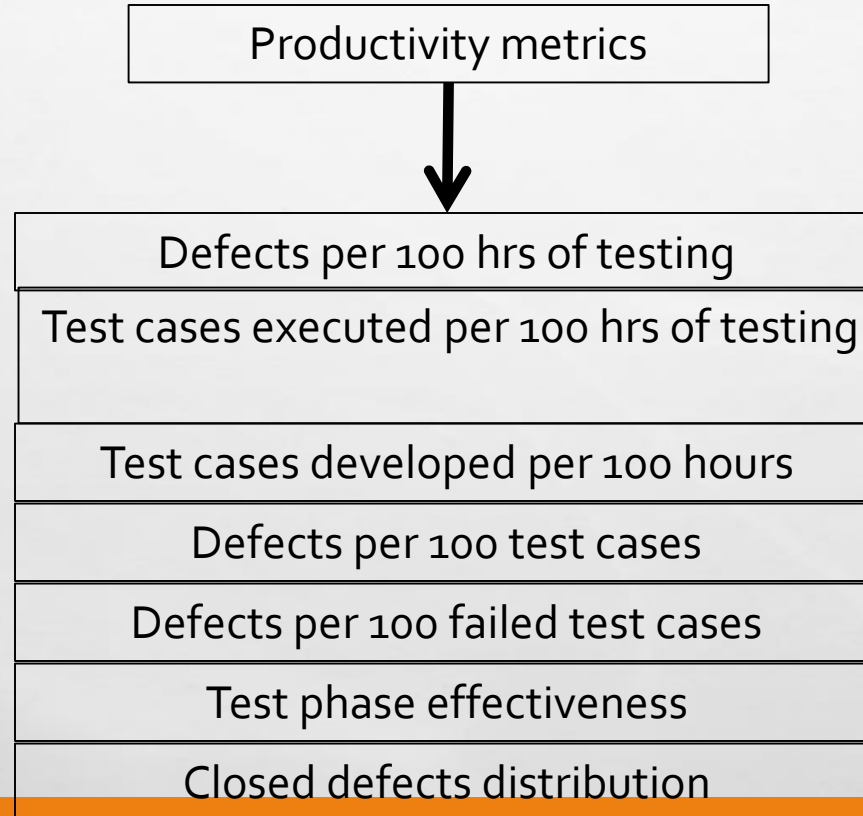 Productivity metrics
Defects per 100 hrs of testing
Test cases executed per 100 hrs of testing
Test cases developed per 100 hours
Defects per 100 test cases
Defects per 100 failed test cases
Test phase effectiveness
Closed defects distribution